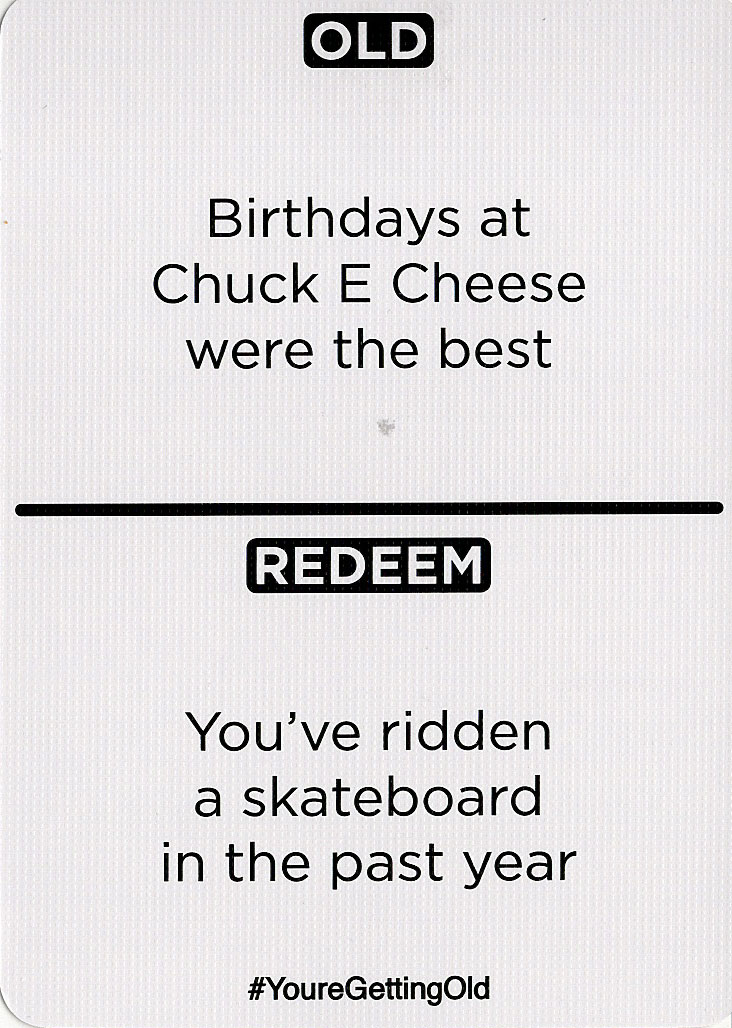 OLD
Birthdays at
Chuck E Cheese
were the best
REDEEM
You’ve ridden
a skateboard
in the past year
#YoureGettingOld